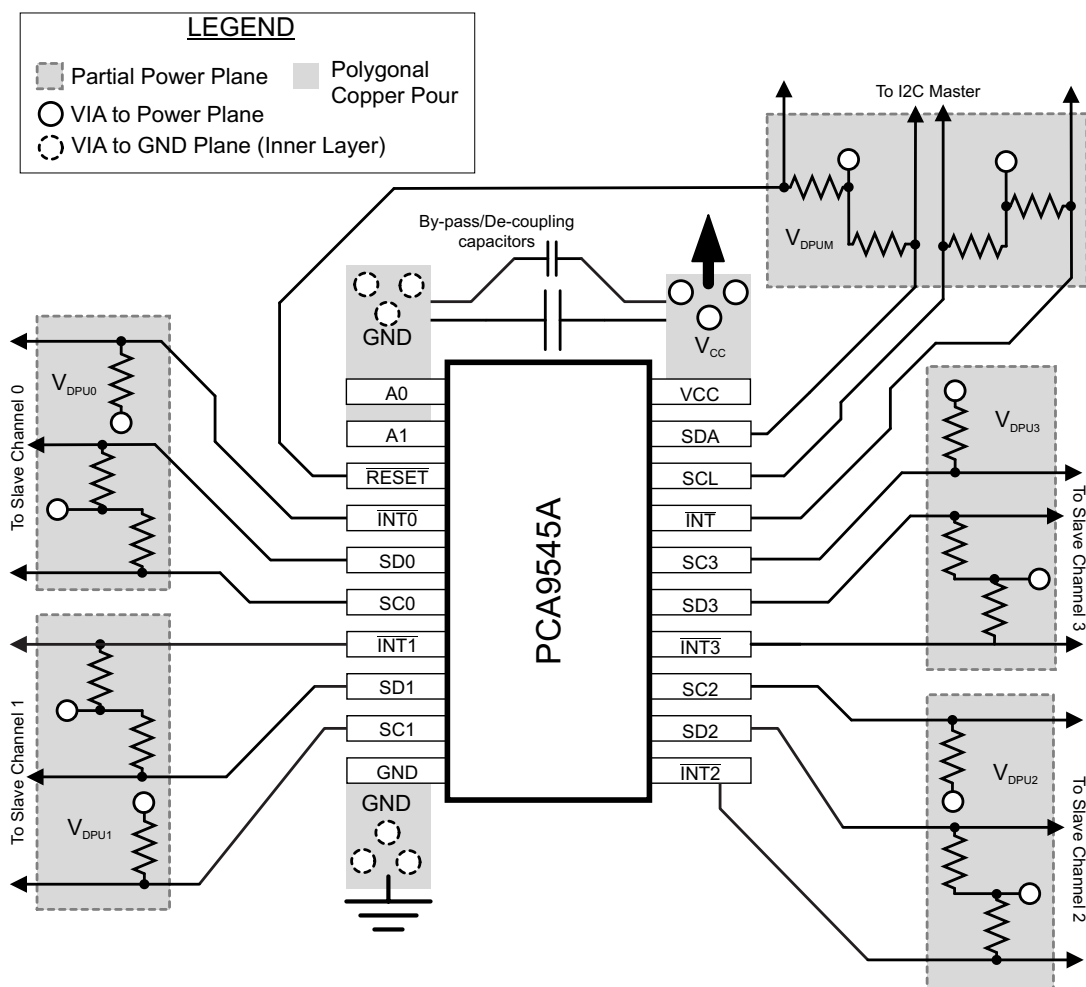 LEGEND
Partial Power Plane
Polygonal
Copper Pour
VIA to Power Plane
VIA to GND Plane (Inner Layer)
To I2C Master
By-pass/De-coupling
capacitors
VDPUM
GND
VCC
VDPU0
To Slave Channel 0
VDPU1
To Slave Channel 1
A0
A1
RESET
INT0
SD0
SC0
INT1
SD1
SC1
GND
GND
PCA9545A
VCC
SDA
SCL
INT
SC3
SD3
INT3
SC2
SD2
INT2
VDPU3
To Slave Channel 3
VDPU2
To Slave Channel 2